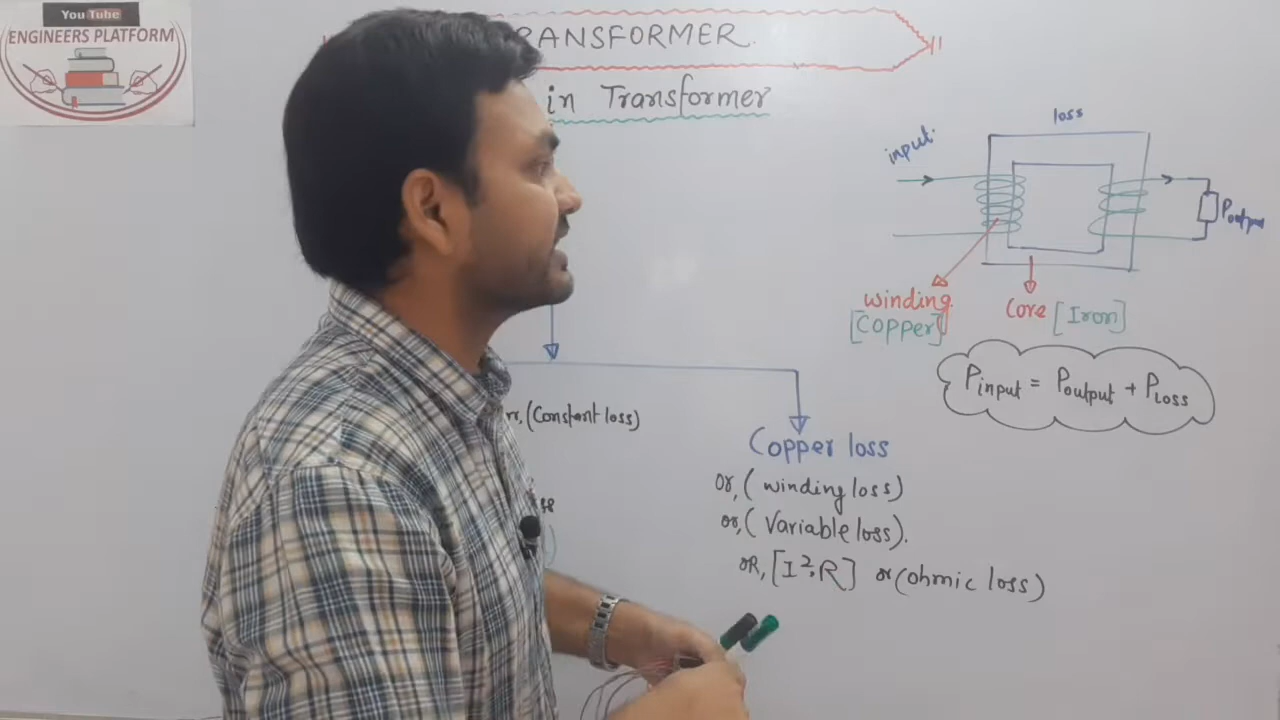 You Tube
ENGINEERS PLATFORM
RANSFORMER
in Transformer
loss
input
Poutput
winding
[Copper]
Core [Iron]
Pinput = Poutput + PLoss
(Constant loss)
Copper loss
or, (winding loss)
or, (Variable loss).
OR, [I².R] or (ohmic loss)